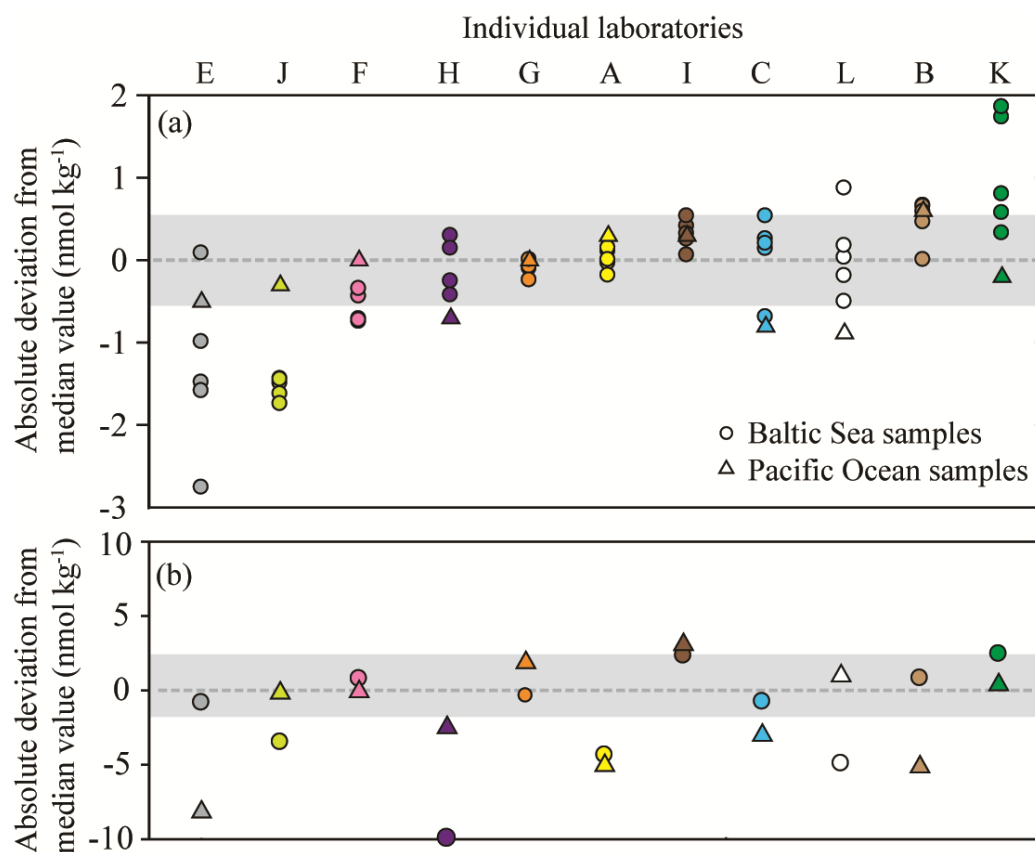 Individual laboratories
E J F H G A I C L B K
Absolute deviation from
median value (nmol kg⁻¹)
(a)
2
1
0
-1
-2
-3
Baltic Sea samples
Pacific Ocean samples
Absolute deviation from
median value (nmol kg⁻¹)
(b)
10
5
0
-5
-10